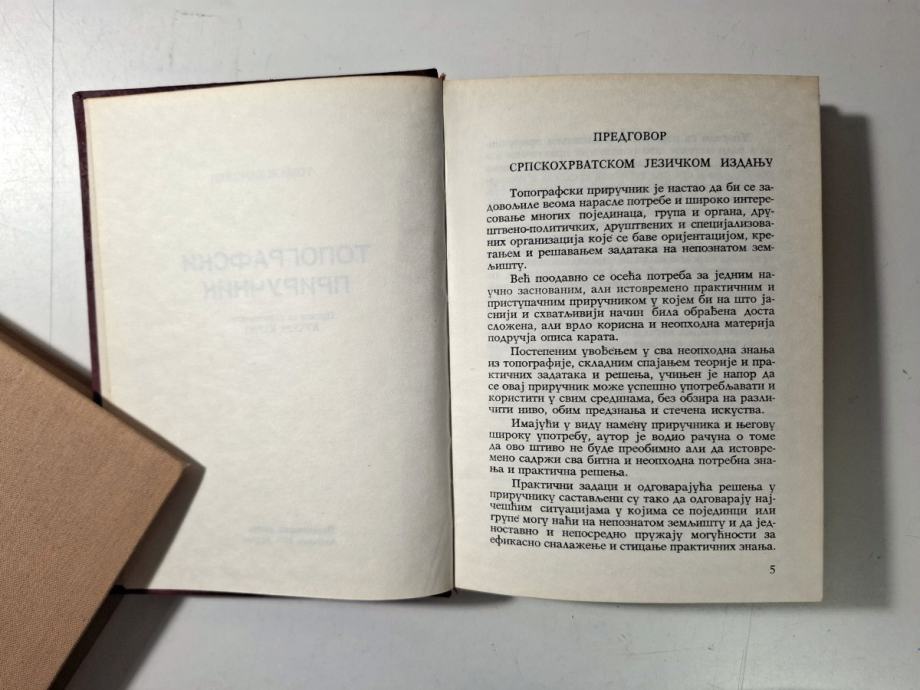 ТОПОГРАФСКИ
ПРИРУЧНИК
ПРЕДГОВОР
СРПСКОХРВАТСКОМ ЈЕЗИЧКОМ ИЗДАЊУ
Топографски приручник је настао да би се за-
довољиле веома нарасле потребе и широко интере-
совање многих појединаца, група и органа, дру-
штвено-политичких, друштвених и специјализова-
них организација које се баве оријентацијом, кре-
тањем и решавањем задатака на непознатом зем-
љишту.
Већ поодавно се осећа потреба за једним на-
учно заснованим, али истовремено практичним и
приступачним приручником у којем би на што ја-
снији и схватљивији начин била обрађена доста
сложена, али врло корисна и неопходна материја
подручја описа карата.
Постепеним увођењем у сва неопходна знања
из топографије, складним спајањем теорије и пра-
ктичних задатака и решења, учињен је напор да
се овај приручник може успешно употребљавати и
користити у свим срединама, без обзира на разли-
чити ниво, обим предзнања и стечена искуства.
Имајући у виду намену приручника и његову
широку употребу, аутор је водио рачуна о томе
да ово штиво не буде преобимно али да истовре-
мено садржи сва битна и неопходна потребна зна-
ња и практична решења.
Практични задаци и одговарајућа решења у
приручнику састављени су тако да одговарају нај-
чешћим ситуацијама у којима се појединци или
групе могу наћи на непознатом земљишту и да јед-
ноставно и непосредно пружају могућности за
ефикасно сналажење и стицање практичних знања.
5